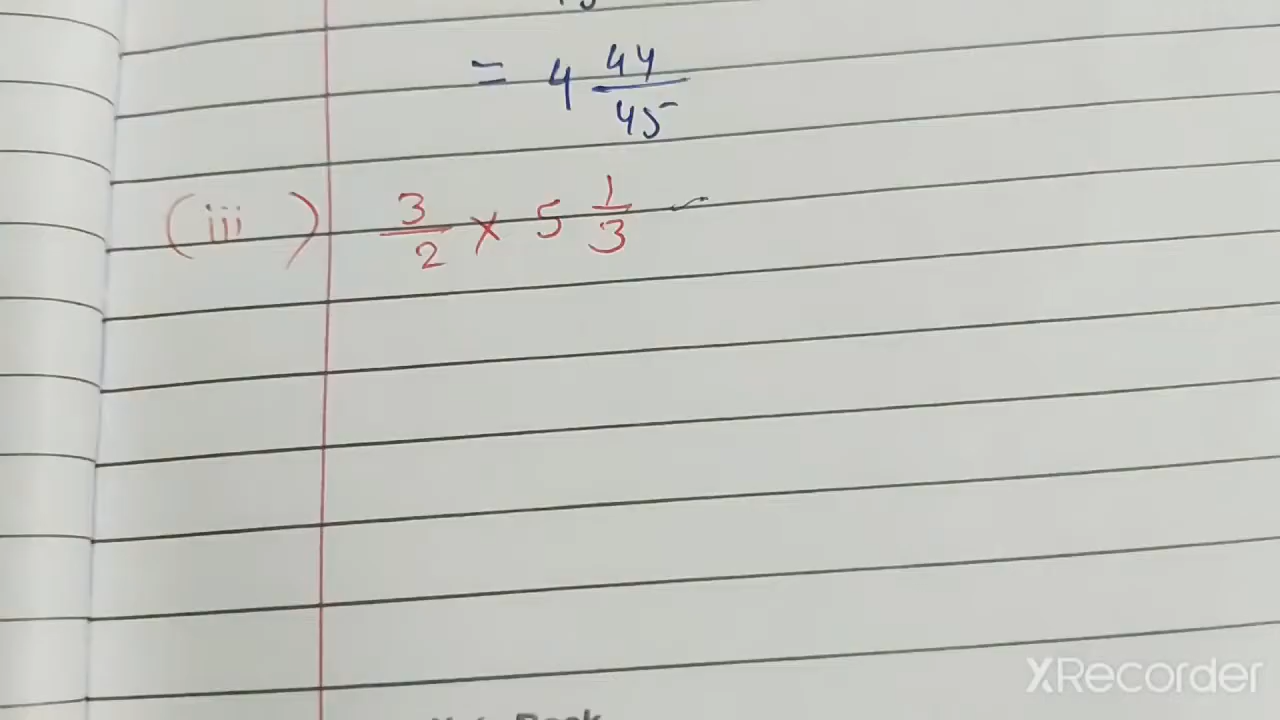 = 4 44/45
(iii) 3/2 × 5 1/3
XRecorder